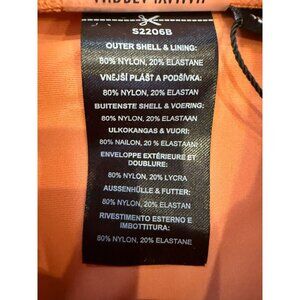 S2206B
OUTER SHELL & LINING:
80% NYLON, 20% ELASTANE
VNĚJŠÍ PLÁŠŤ A PODŠÍVKA:
80% NYLON, 20% ELASTAN
BUITENSTE SHELL & VOERING:
80% NYLON, 20% ELASTAAN
ULKOKANGAS & VUORI:
80% NAILON, 20 % ELASTAANI
ENVELOPPE EXTÉRIEURE ET
DOUBLURE:
80% NYLON, 20% LYCRA
AUSSENHÜLLE & FUTTER:
80% NYLON, 20% ELASTAN
RIVESTIMENTO ESTERNO E
IMBOTTITURA:
80% NYLON, 20% ELASTANE